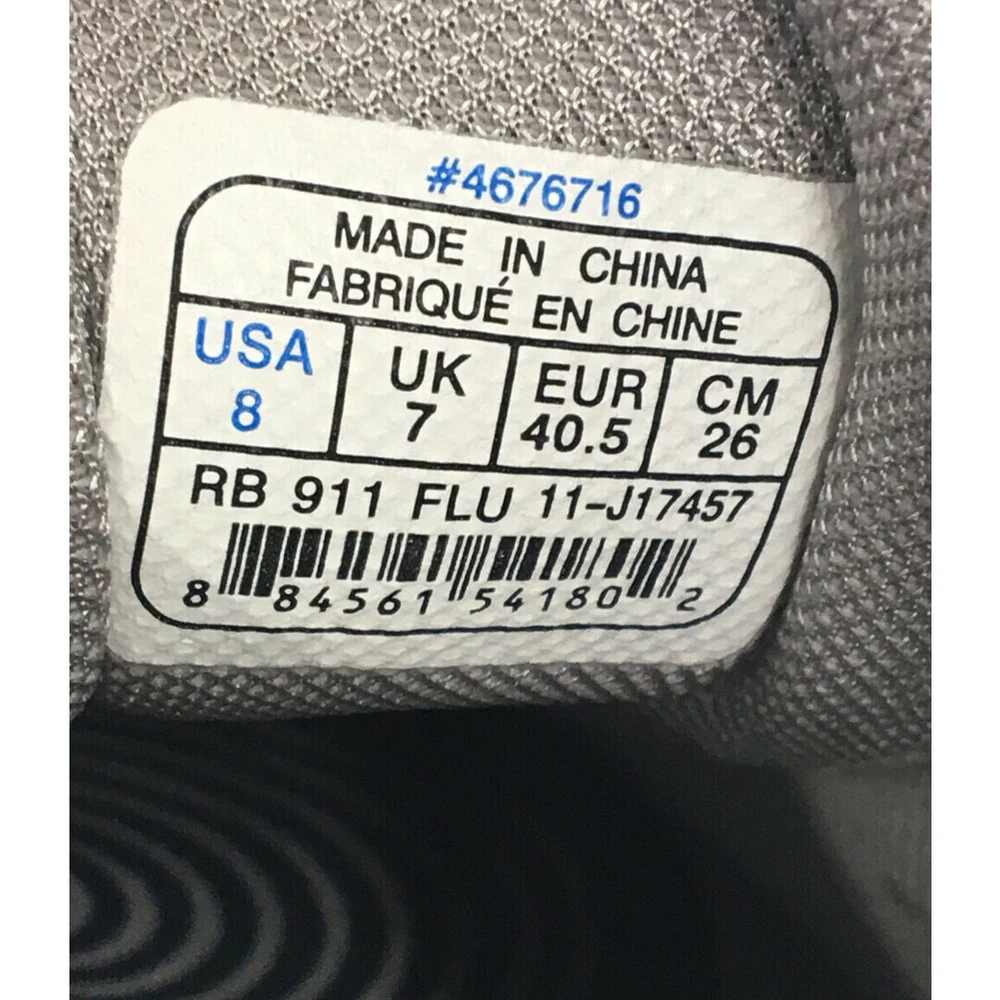 #4676716
MADE IN CHINA
FABRIQUÉ EN CHINE
USA UK EUR CM
8 7 40.5 26
RB 911 FLU 11-J17457
8 84561 54180 2